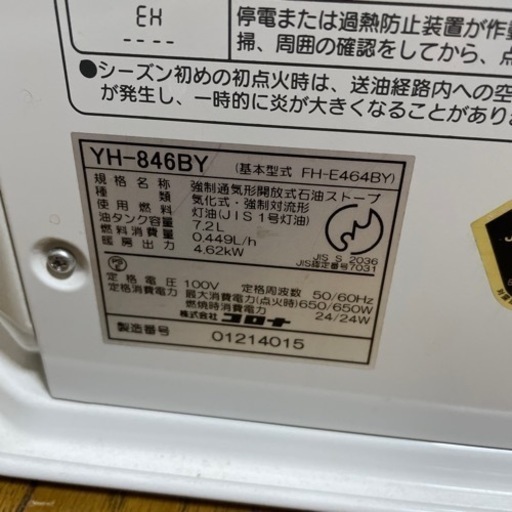 EH
----
停電または過熱防止装置が作
掃、周囲の確認をしてから、点
●シーズン初めの初点火時は、送油経路内への空
が発生し、一時的に炎が大きくなることがありま
YH-846BY (基本型式 FH-E464BY)
規格名称 強制通気形開放式石油ストーブ
種類 気化式・強制対流形
使用燃料 灯油(JIS1号灯油)
油タンク容量 7.2L
燃料消費量 0.449L/h
暖房出力 4.62kW
JIS S 2036
JIS指定番号7031
定格電圧 100V 定格周波数 50/60Hz
定格消費電力 最大消費電力(点火時)650/650W
燃焼時消費電力 24/24W
株式会社 コロナ
製造番号 01214015